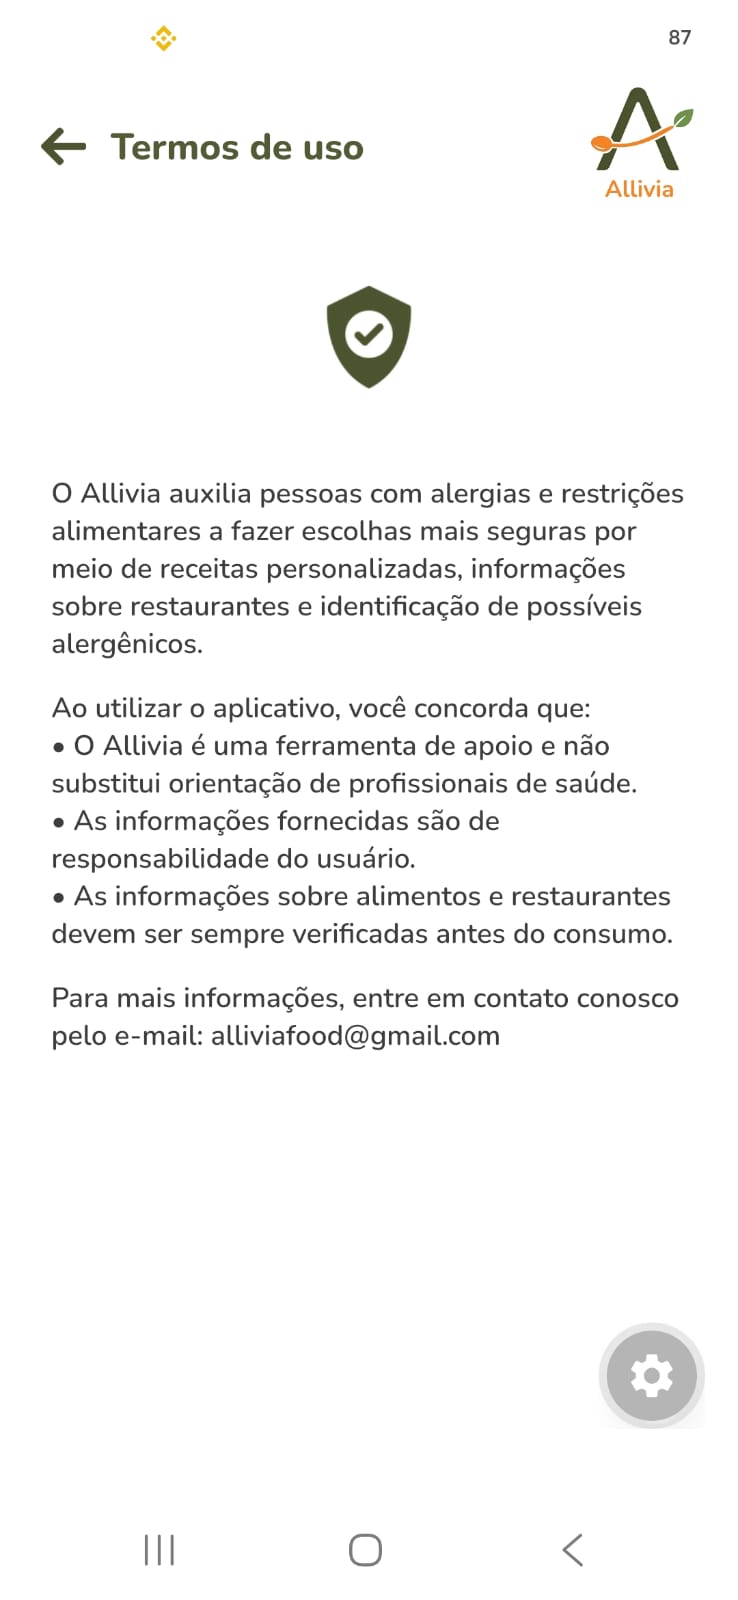 87
Termos de uso
Allivia
O Allivia auxilia pessoas com alergias e restrições
alimentares a fazer escolhas mais seguras por
meio de receitas personalizadas, informações
sobre restaurantes e identificação de possíveis
alergênicos.
Ao utilizar o aplicativo, você concorda que:
• O Allivia é uma ferramenta de apoio e não
substitui orientação de profissionais de saúde.
• As informações fornecidas são de
responsabilidade do usuário.
• As informações sobre alimentos e restaurantes
devem ser sempre verificadas antes do consumo.
Para mais informações, entre em contato conosco
pelo e-mail: alliviafood@gmail.com